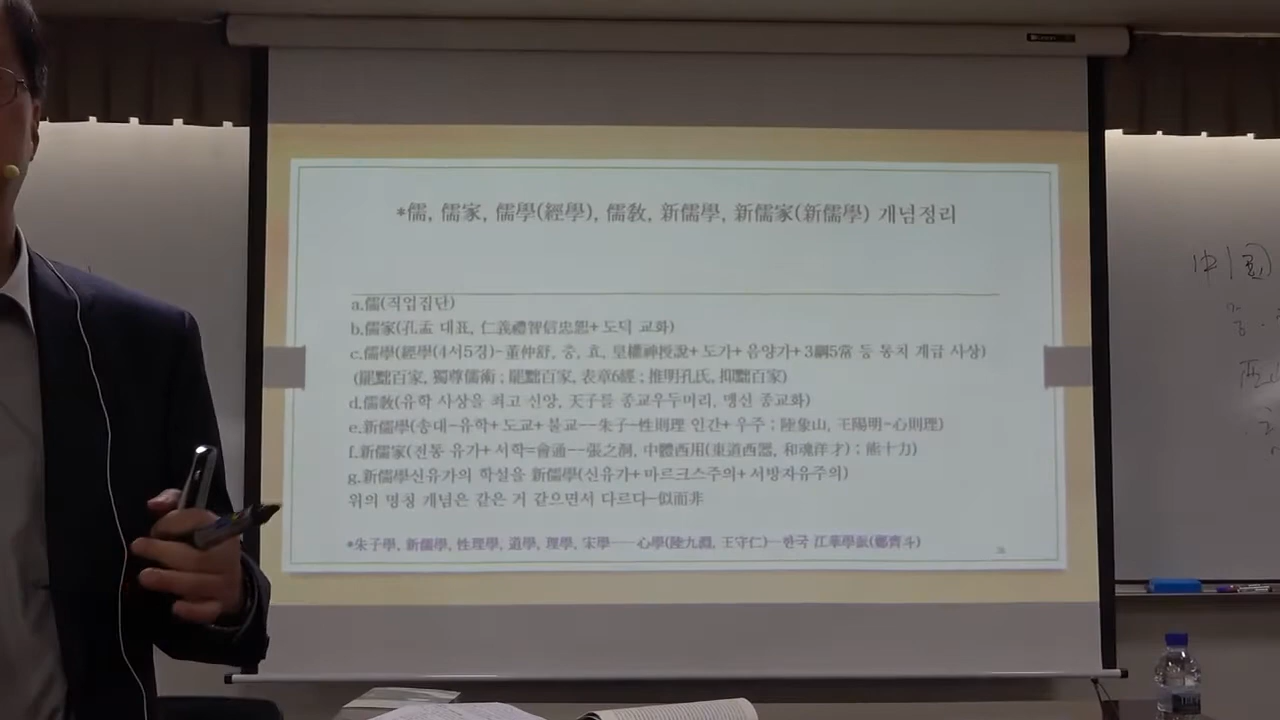 *儒, 儒家, 儒學(經學), 儒敎, 新儒學, 新儒家(新儒學) 개념정리
a.儒(직업집단)
b.儒家(孔孟 대표, 仁義禮智信忠恕+ 도덕 교화)
c.儒學(經學(4서5경)-董仲舒, 충, 효, 皇權神授說+ 도가+ 음양가+ 3綱5常 등 통치 계급 사상)
(罷黜百家, 獨尊儒術 ; 罷黜百家, 表章6經 ; 推明孔氏, 抑黜百家)
d.儒敎(유학 사상을 최고 신앙, 天子를 종교우두머리, 맹신 종교화)
e.新儒學(송대-유학+ 도교+ 불교--朱子-性則理 인간+ 우주 ; 陸象山, 王陽明-心則理)
f.新儒家(전통 유가+ 서학=會通--張之洞, 中體西用(東道西器, 和魂洋才) ; 熊十力)
g.新儒學신유가의 학설을 新儒學(신유가+ 마르크스주의+ 서방자유주의)
위의 명칭 개념은 같은 거 같으면서 다르다-似而非
*朱子學, 新儒學, 性理學, 道學, 理學, 宋學---心學(陸九淵, 王守仁)-한국 江華學派(鄭齊斗)
中国